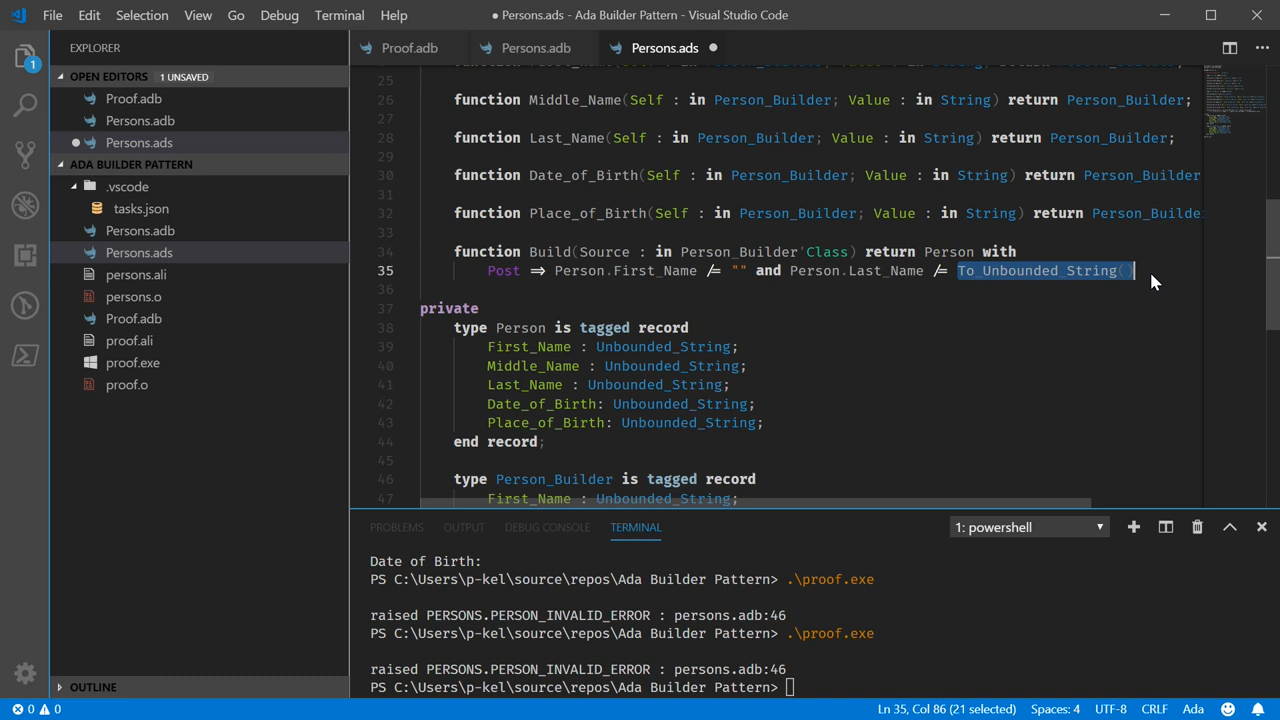 File Edit Selection View Go Debug Terminal Help
● Persons.ads - Ada Builder Pattern - Visual Studio Code
EXPLORER
OPEN EDITORS 1 UNSAVED
Proof.adb
Persons.adb
Persons.ads
ADA BUILDER PATTERN
.vscode
tasks.json
Persons.adb
Persons.ads
persons.ali
persons.o
Proof.adb
proof.ali
proof.exe
proof.o
OUTLINE
1
Proof.adb Persons.adb Persons.ads ●
25
26 function Middle_Name(Self : in Person_Builder; Value : in String) return Person_Builder;
27
28 function Last_Name(Self : in Person_Builder; Value : in String) return Person_Builder;
29
30 function Date_of_Birth(Self : in Person_Builder; Value : in String) return Person_Builder
31
32 function Place_of_Birth(Self : in Person_Builder; Value : in String) return Person_Builde
33
34 function Build(Source : in Person_Builder'Class) return Person with
35 Post => Person.First_Name /= "" and Person.Last_Name /= To_Unbounded_String()
36
37 private
38 type Person is tagged record
39 First_Name : Unbounded_String;
40 Middle_Name : Unbounded_String;
41 Last_Name : Unbounded_String;
42 Date_of_Birth: Unbounded_String;
43 Place_of_Birth: Unbounded_String;
44 end record;
45
46 type Person_Builder is tagged record
47 First_Name : Unbounded_String;
PROBLEMS OUTPUT DEBUG CONSOLE TERMINAL 1: powershell
Date of Birth:
PS C:\Users\p-kel\source\repos\Ada Builder Pattern> .\proof.exe
raised PERSONS.PERSON_INVALID_ERROR : persons.adb:46
PS C:\Users\p-kel\source\repos\Ada Builder Pattern> .\proof.exe
raised PERSONS.PERSON_INVALID_ERROR : persons.adb:46
PS C:\Users\p-kel\source\repos\Ada Builder Pattern>
0 0 Ln 35, Col 86 (21 selected) Spaces: 4 UTF-8 CRLF Ada